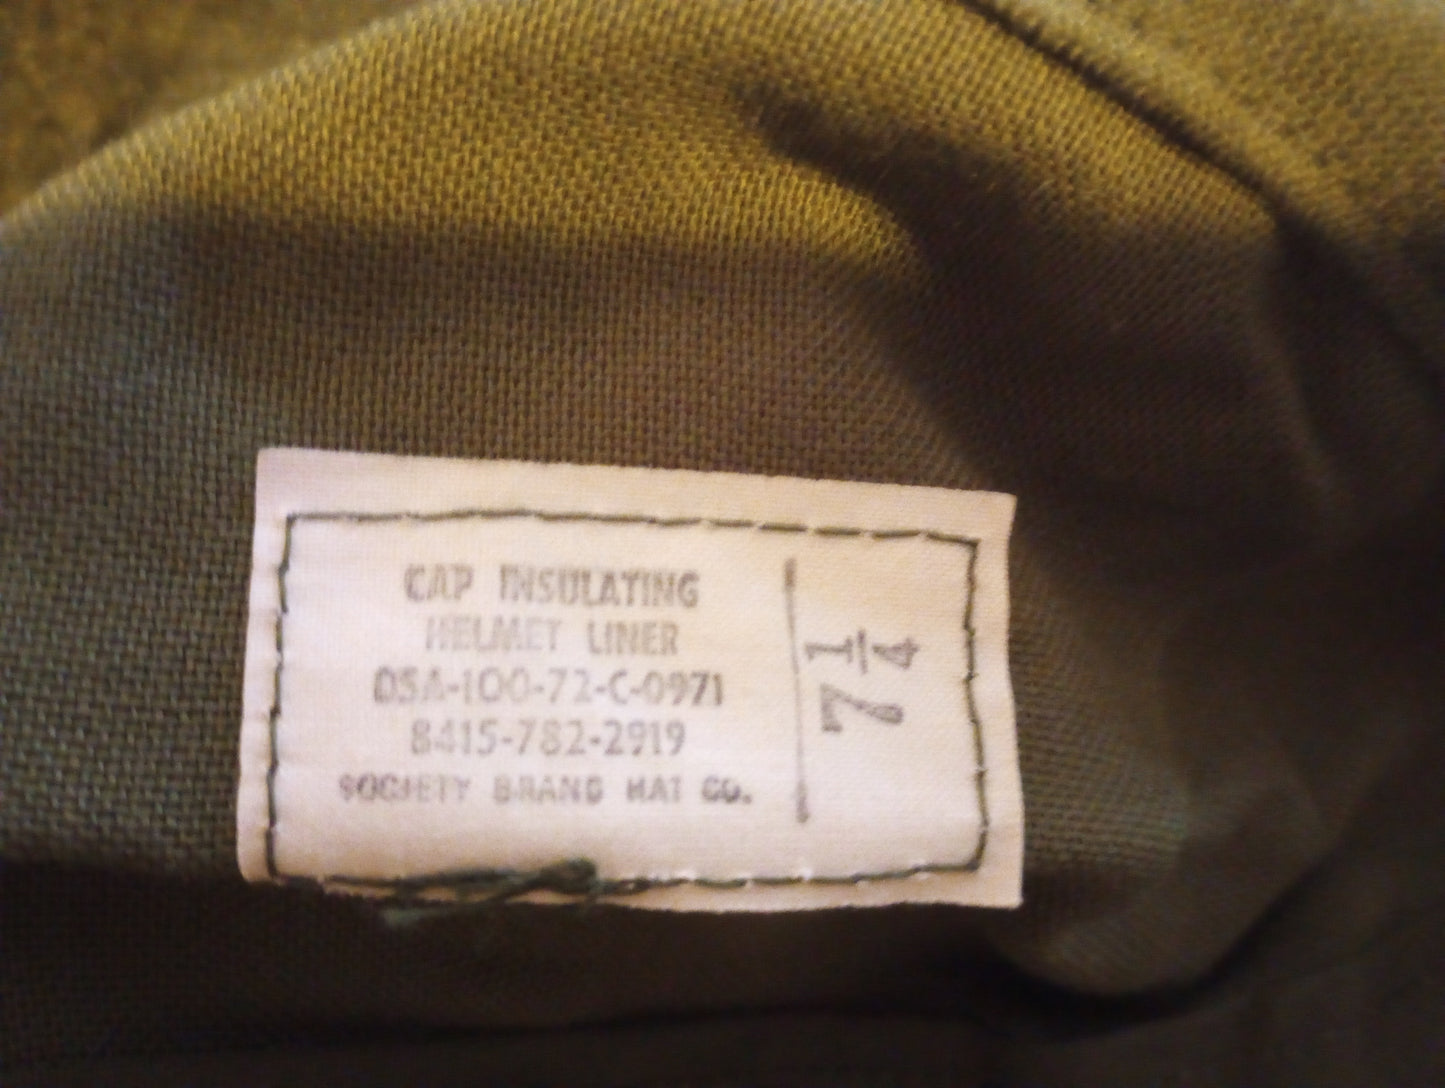 CAP INSULATING
HELMET LINER
DSA-100-72-C-0971
8415-782-2919
SOCIETY BRAND HAT CO.
7 1/4